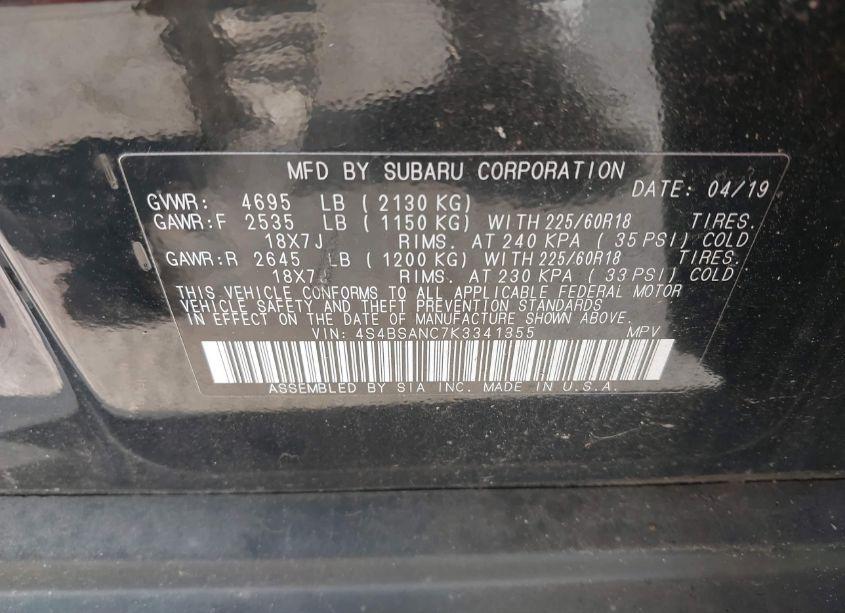 MFD BY SUBARU CORPORATION
DATE: 04/19
GVWR: 4695 LB ( 2130 KG)
GAWR:F 2535 LB ( 1150 KG) WITH 225/60R18 TIRES.
18X7J RIMS. AT 240 KPA ( 35 PSI) COLD
GAWR:R 2645 LB ( 1200 KG) WITH 225/60R18 TIRES.
18X7J RIMS. AT 230 KPA ( 33 PSI) COLD
THIS VEHICLE CONFORMS TO ALL APPLICABLE FEDERAL MOTOR
VEHICLE SAFETY AND THEFT PREVENTION STANDARDS
IN EFFECT ON THE DATE OF MANUFACTURE SHOWN ABOVE.
VIN: 4S4BSANC7K3341355 MPV
ASSEMBLED BY SIA INC. MADE IN U.S.A.